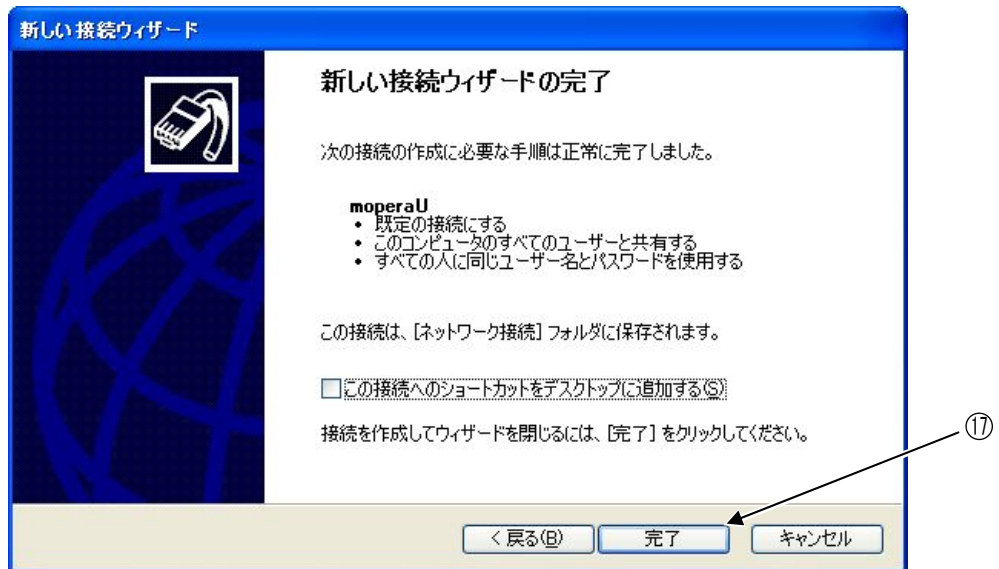 新しい接続ウィザード
新しい接続ウィザードの完了
次の接続の作成に必要な手順は正常に完了しました。
moperaU
• 既定の接続にする
• このコンピュータのすべてのユーザーと共有する
• すべての人に同じユーザー名とパスワードを使用する
この接続は、[ネットワーク接続] フォルダに保存されます。
この接続へのショートカットをデスクトップに追加する(S)
接続を作成してウィザードを閉じるには、[完了] をクリックしてください。
⑰
< 戻る(B) 完了 キャンセル